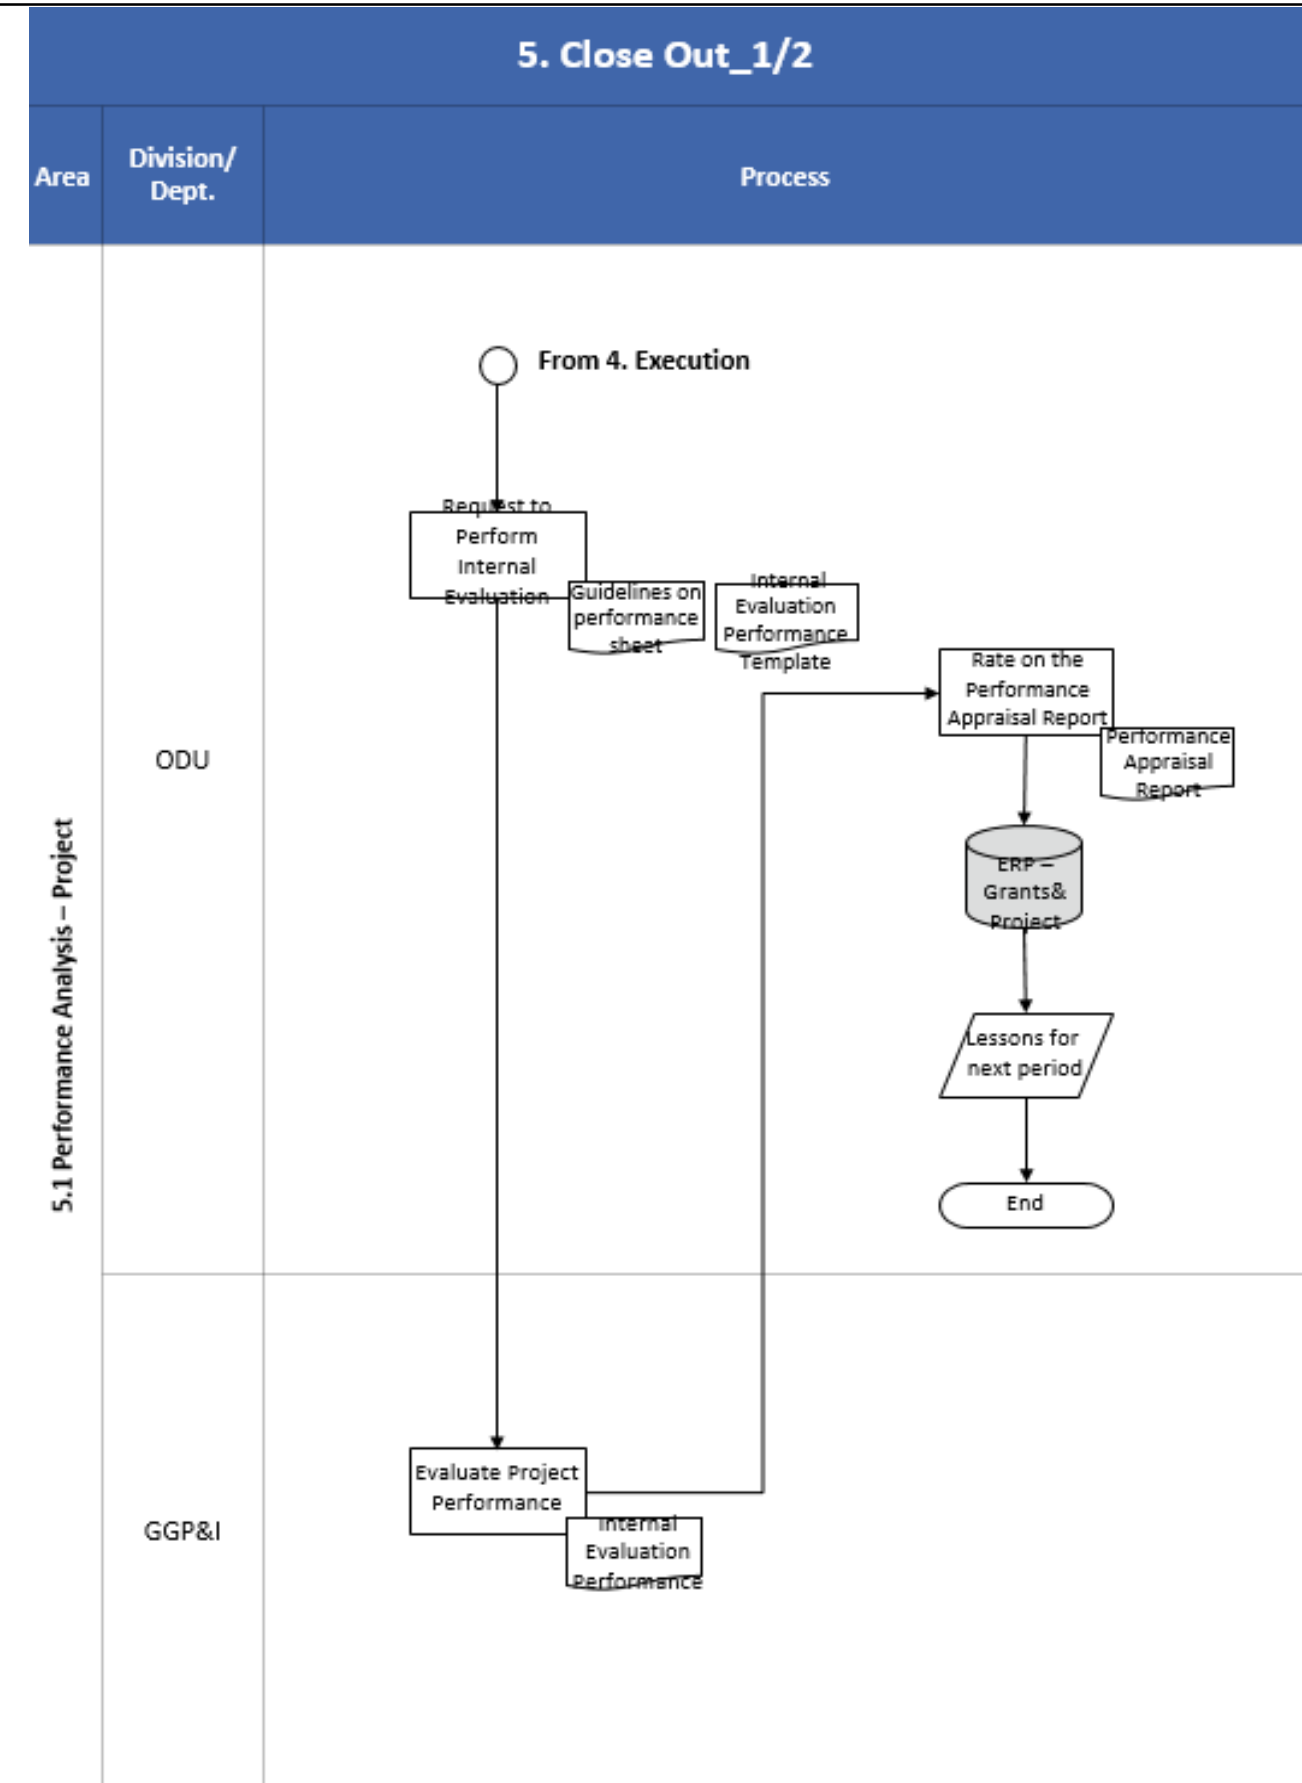 5. Close Out_1/2
Area
Division/
Dept.
Process
5.1 Performance Analysis – Project
ODU
From 4. Execution
Request to
Perform
Internal
Evaluation
Guidelines on
performance
sheet
Internal
Evaluation
Performance
Template
Rate on the
Performance
Appraisal Report
Performance
Appraisal
Report
ERP –
Grants&
Project
Lessons for
next period
End
GGP&I
Evaluate Project
Performance
Internal
Evaluation
Performance